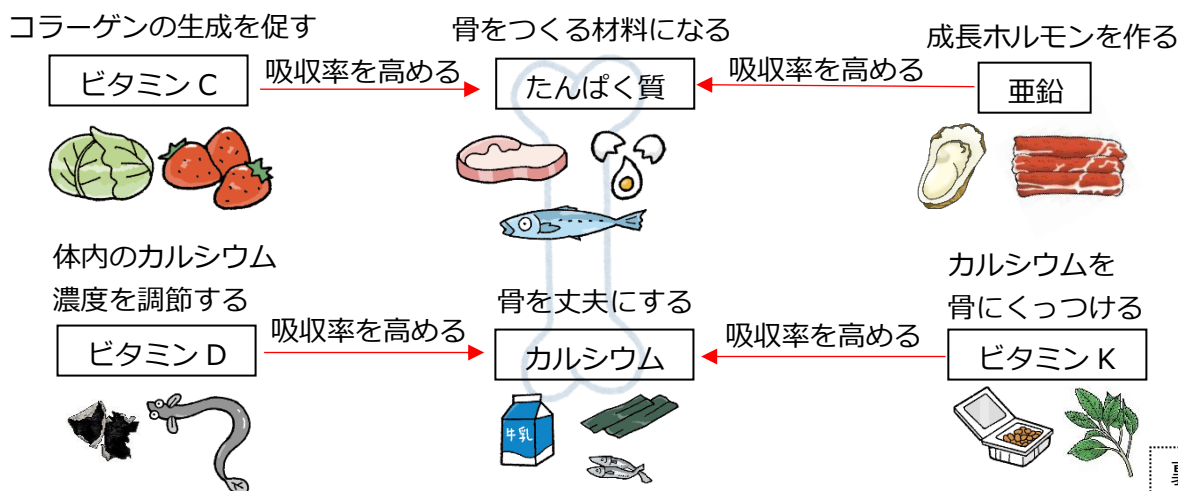 コラーゲンの生成を促す
骨をつくる材料になる
成長ホルモンを作る
ビタミン C
吸収率を高める
たんぱく質
吸収率を高める
亜鉛
体内のカルシウム
濃度を調節する
骨を丈夫にする
カルシウムを
骨にくっつける
ビタミン D
吸収率を高める
カルシウム
吸収率を高める
ビタミン K
牛乳